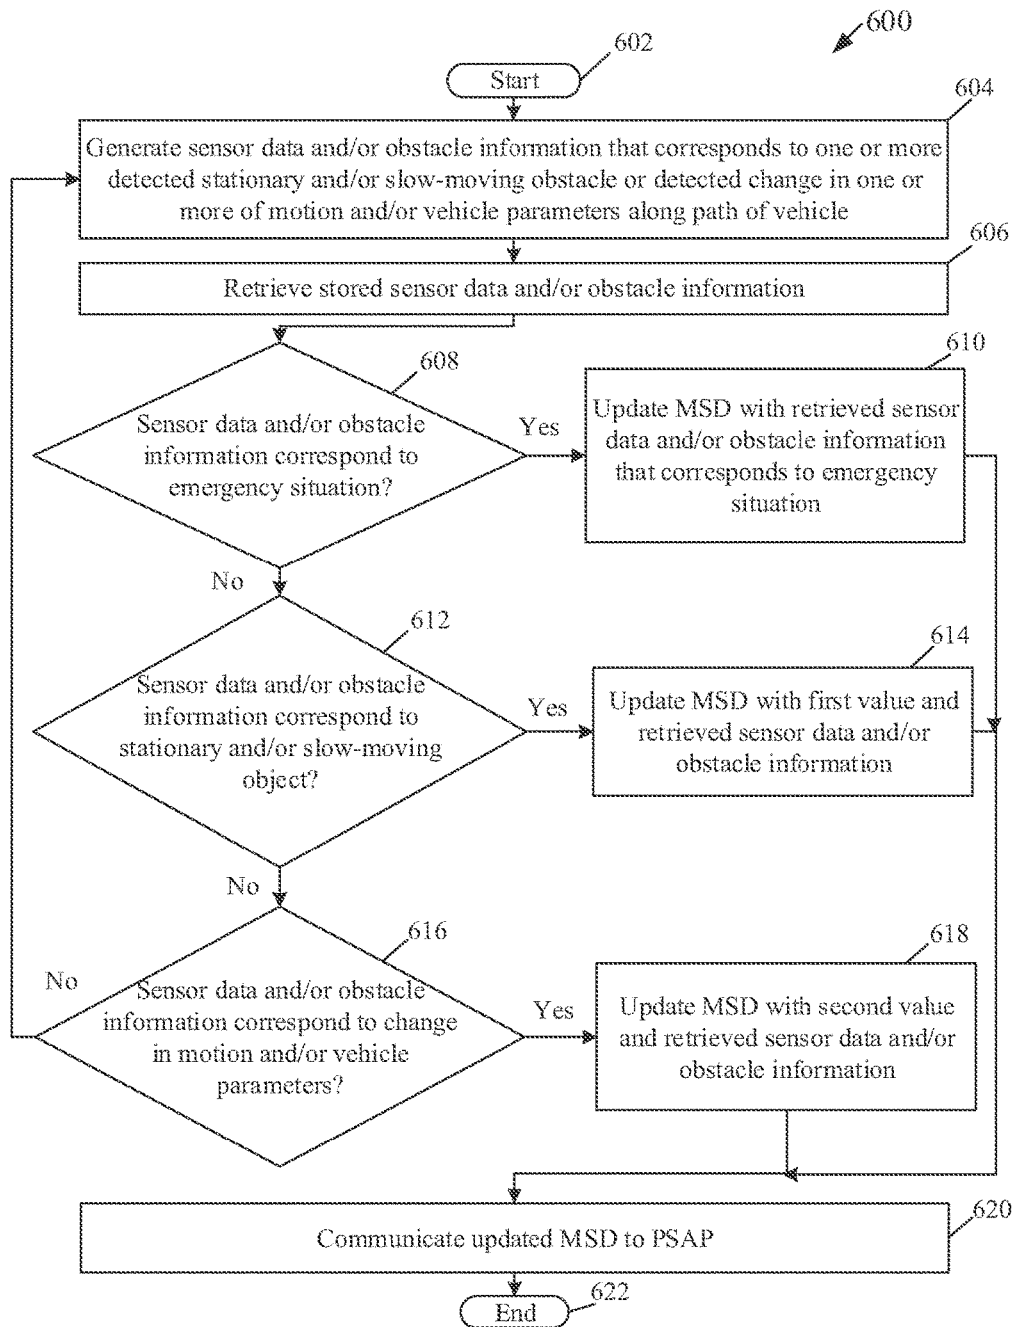 600
602
Start
604
Generate sensor data and/or obstacle information that corresponds to one or more
detected stationary and/or slow-moving obstacle or detected change in one or
more of motion and/or vehicle parameters along path of vehicle
606
Retrieve stored sensor data and/or obstacle information
608
Sensor data and/or obstacle
information correspond to
emergency situation?
Yes
610
Update MSD with retrieved sensor
data and/or obstacle information
that corresponds to emergency
situation
No
612
Sensor data and/or obstacle
information correspond to
stationary and/or slow-moving
object?
Yes
614
Update MSD with first value and
retrieved sensor data and/or
obstacle information
No
616
No
Sensor data and/or obstacle
information correspond to change
in motion and/or vehicle
parameters?
Yes
618
Update MSD with second value
and retrieved sensor data and/or
obstacle information
620
Communicate updated MSD to PSAP
End
622